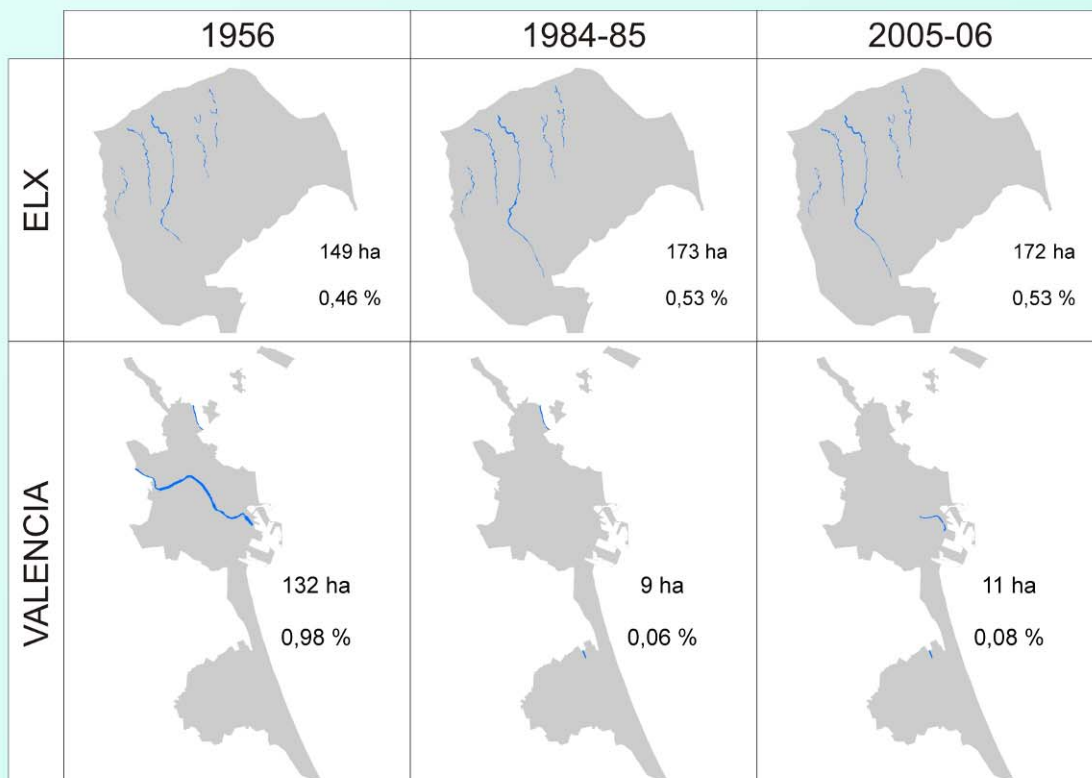 1956
1984-85
2005-06
ELX
149 ha
0,46 %
173 ha
0,53 %
172 ha
0,53 %
VALENCIA
132 ha
0,98 %
9 ha
0,06 %
11 ha
0,08 %